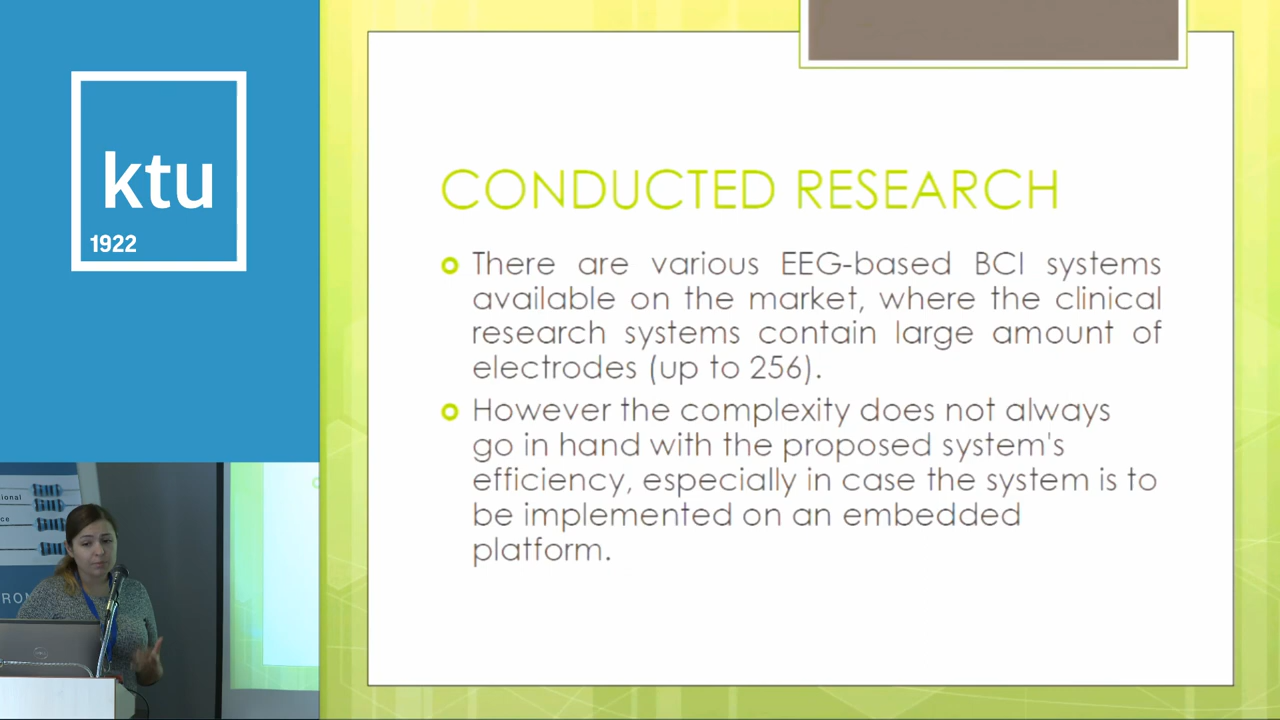 ktu
1922
CONDUCTED RESEARCH
There are various EEG-based BCI systems
available on the market, where the clinical
research systems contain large amount of
electrodes (up to 256).
However the complexity does not always
go in hand with the proposed system's
efficiency, especially in case the system is to
be implemented on an embedded
platform.